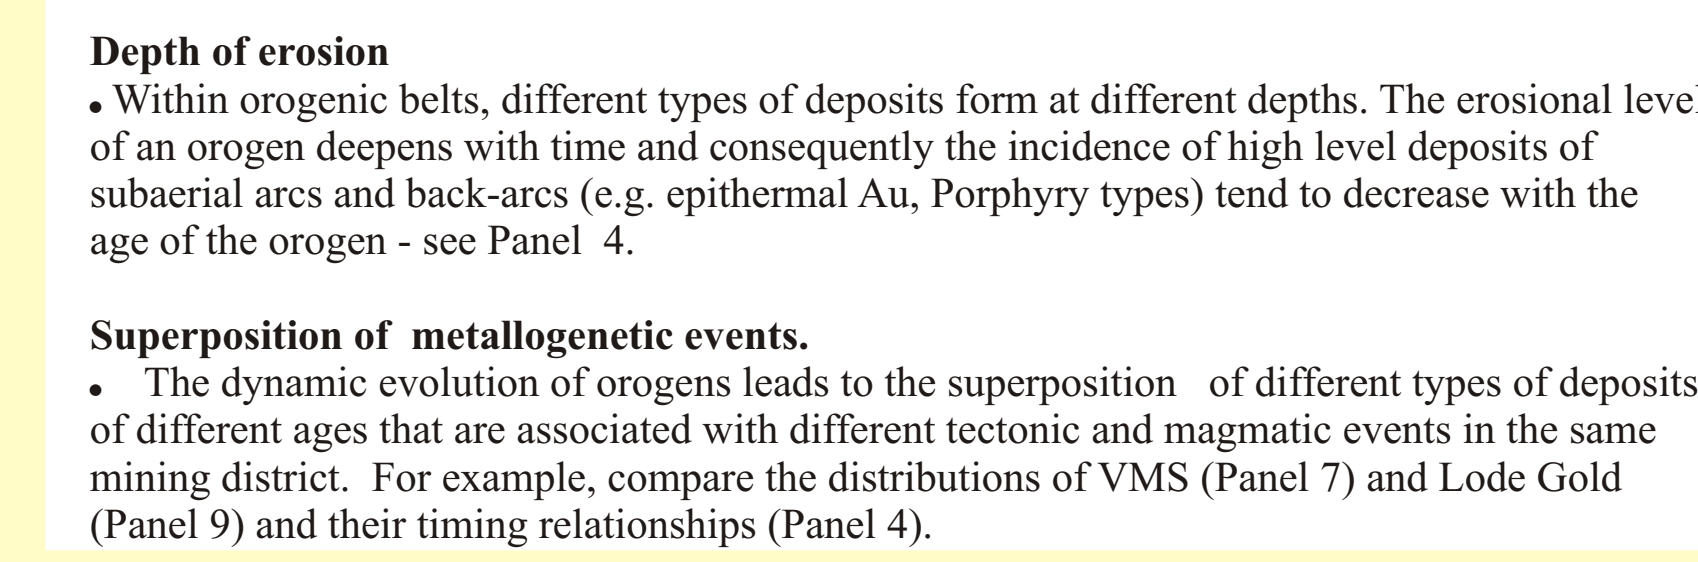 Depth of erosion
• Within orogenic belts, different types of deposits form at different depths. The erosional level
of an orogen deepens with time and consequently the incidence of high level deposits of
subaerial arcs and back-arcs (e.g. epithermal Au, Porphyry types) tend to decrease with the
age of the orogen - see Panel  4.
Superposition of  metallogenetic events.
•   The dynamic evolution of orogens leads to the superposition   of different types of deposits
of different ages that are associated with different tectonic and magmatic events in the same
mining district.  For example, compare the distributions of VMS (Panel 7) and Lode Gold
(Panel 9) and their timing relationships (Panel 4).